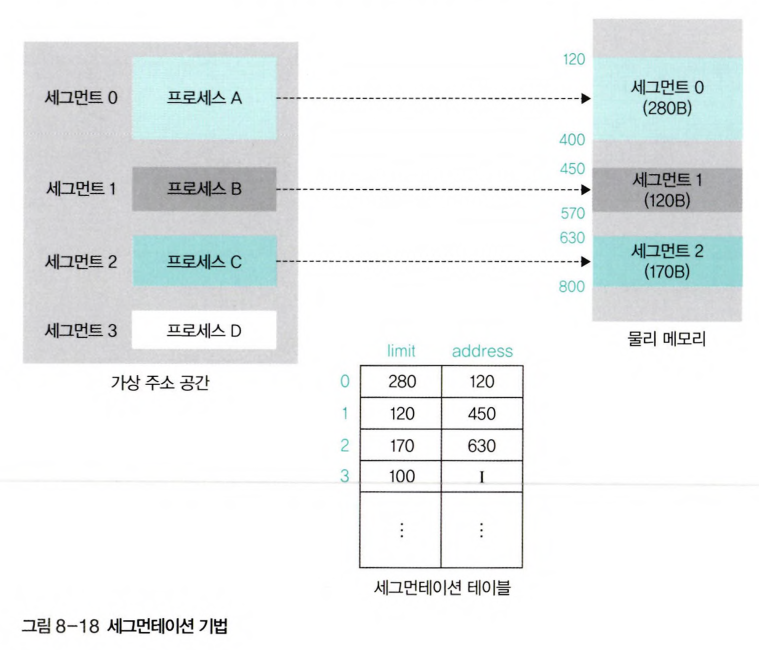 120
세그먼트 0 프로세스 A 세그먼트 0
(280B)
400
450
세그먼트 1 프로세스 B 세그먼트 1
(120B)
570
630
세그먼트 2 프로세스 C 세그먼트 2
(170B)
800
세그먼트 3 프로세스 D
물리 메모리
가상 주소 공간
limit address
0 280 120
1 120 450
2 170 630
3 100 I
⋮ ⋮
세그먼테이션 테이블
그림 8-18 세그먼테이션 기법